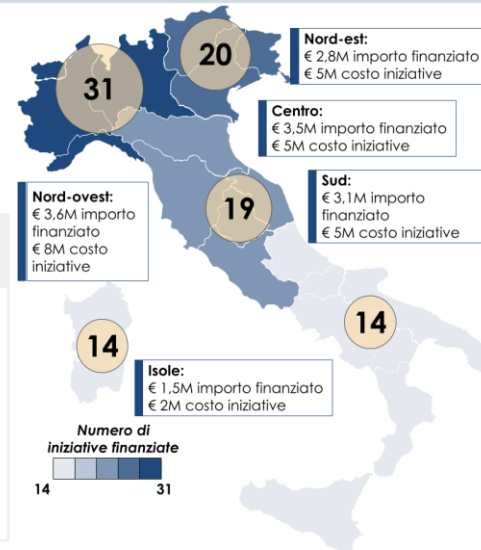 20
Nord-est:
€ 2,8M importo finanziato
€ 5M costo iniziative
31
Centro:
€ 3,5M importo finanziato
€ 5M costo iniziative
19
Sud:
€ 3,1M importo
finanziato
€ 5M costo iniziative
Nord-ovest:
€ 3,6M importo
finanziato
€ 8M costo
iniziative
14
14
Isole:
€ 1,5M importo finanziato
€ 2M costo iniziative
Numero di
iniziative finanziate
14 31